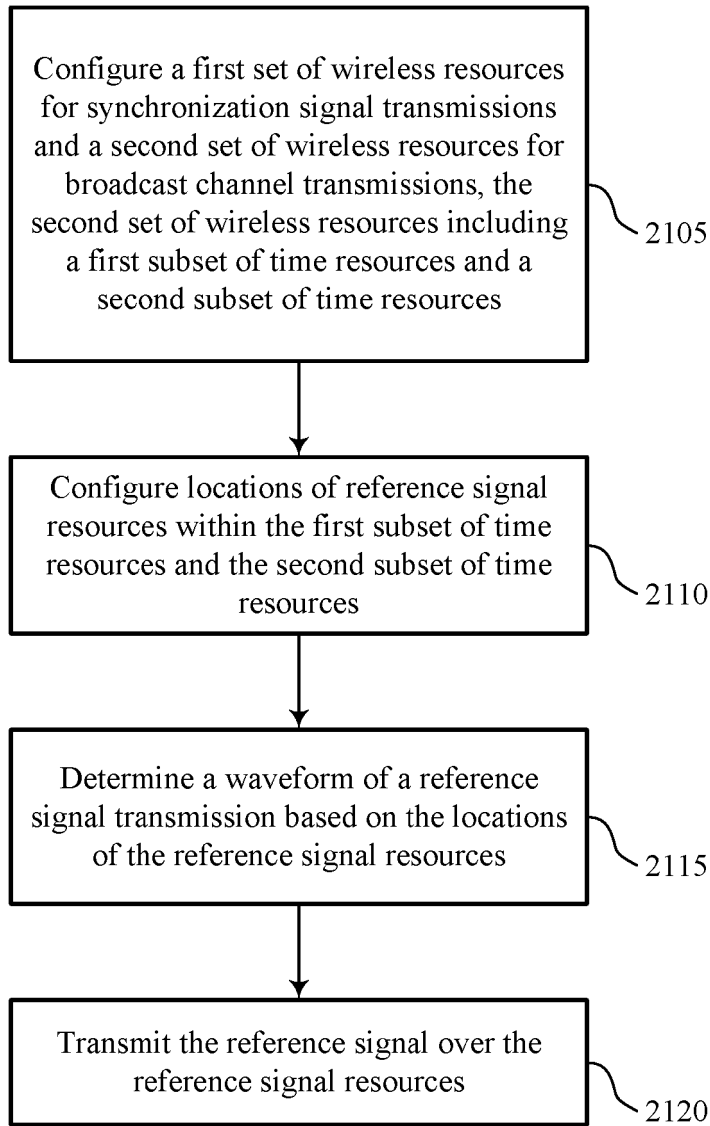 Configure a first set of wireless resources
for synchronization signal transmissions
and a second set of wireless resources for
broadcast channel transmissions, the
second set of wireless resources including
a first subset of time resources and a
second subset of time resources
2105
Configure locations of reference signal
resources within the first subset of time
resources and the second subset of time
resources
2110
Determine a waveform of a reference
signal transmission based on the locations
of the reference signal resources
2115
Transmit the reference signal over the
reference signal resources
2120